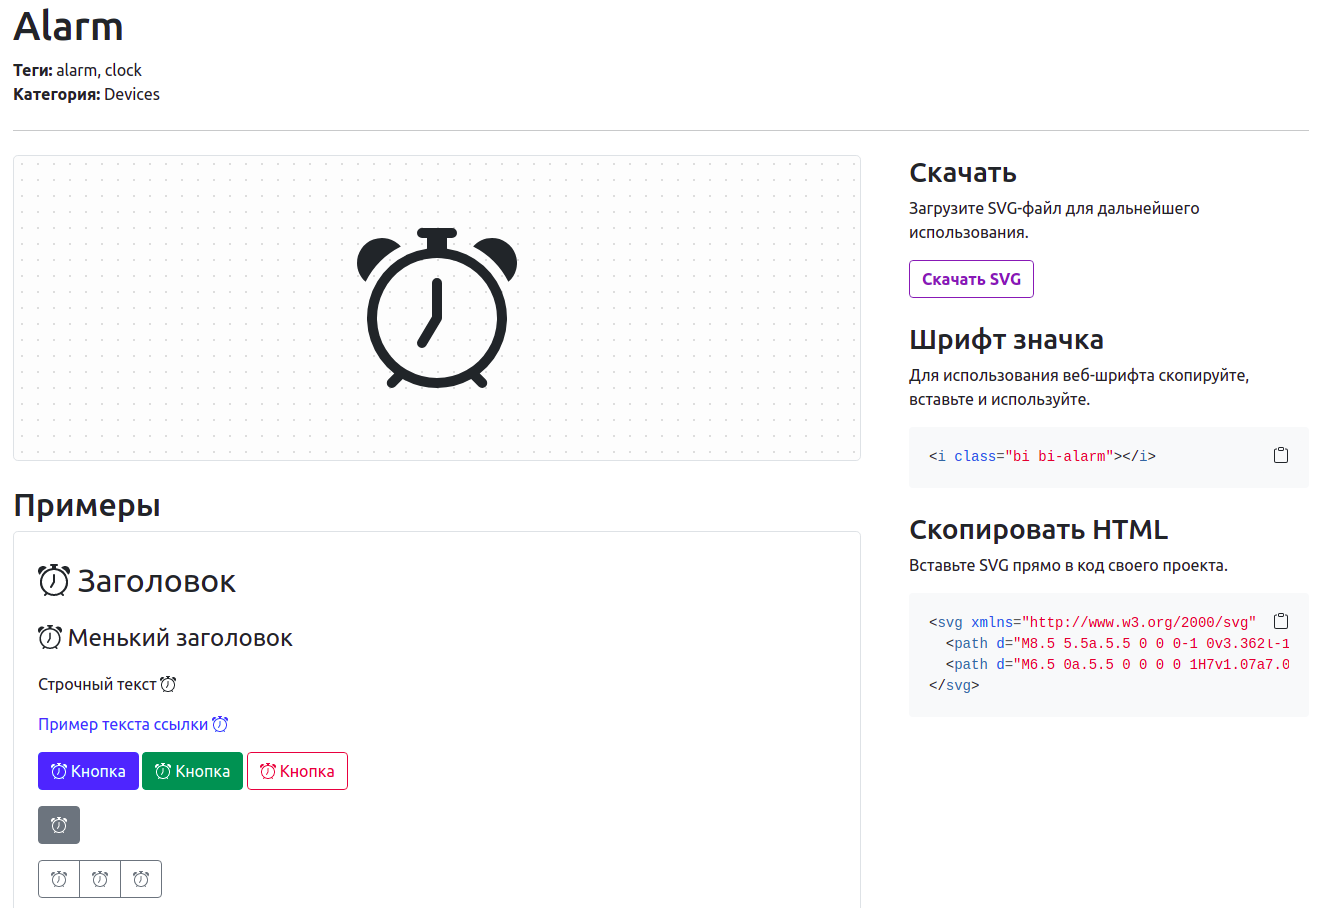 Alarm
Теги: alarm, clock
Категория: Devices
Примеры
Заголовок
Менький заголовок
Строчный текст
Пример текста ссылки
Кнопка Кнопка Кнопка
Скачать
Загрузите SVG-файл для дальнейшего
использования.
Скачать SVG
Шрифт значка
Для использования веб-шрифта скопируйте,
вставьте и используйте.
<i class="bi bi-alarm"></i>
Скопировать HTML
Вставьте SVG прямо в код своего проекта.
<svg xmlns="http://www.w3.org/2000/svg"
<path d="M8.5 5.5a.5.5 0 0 0-1 0v3.362l-1
<path d="M6.5 0a.5.5 0 0 0 0 1H7v1.07a7.0
</svg>